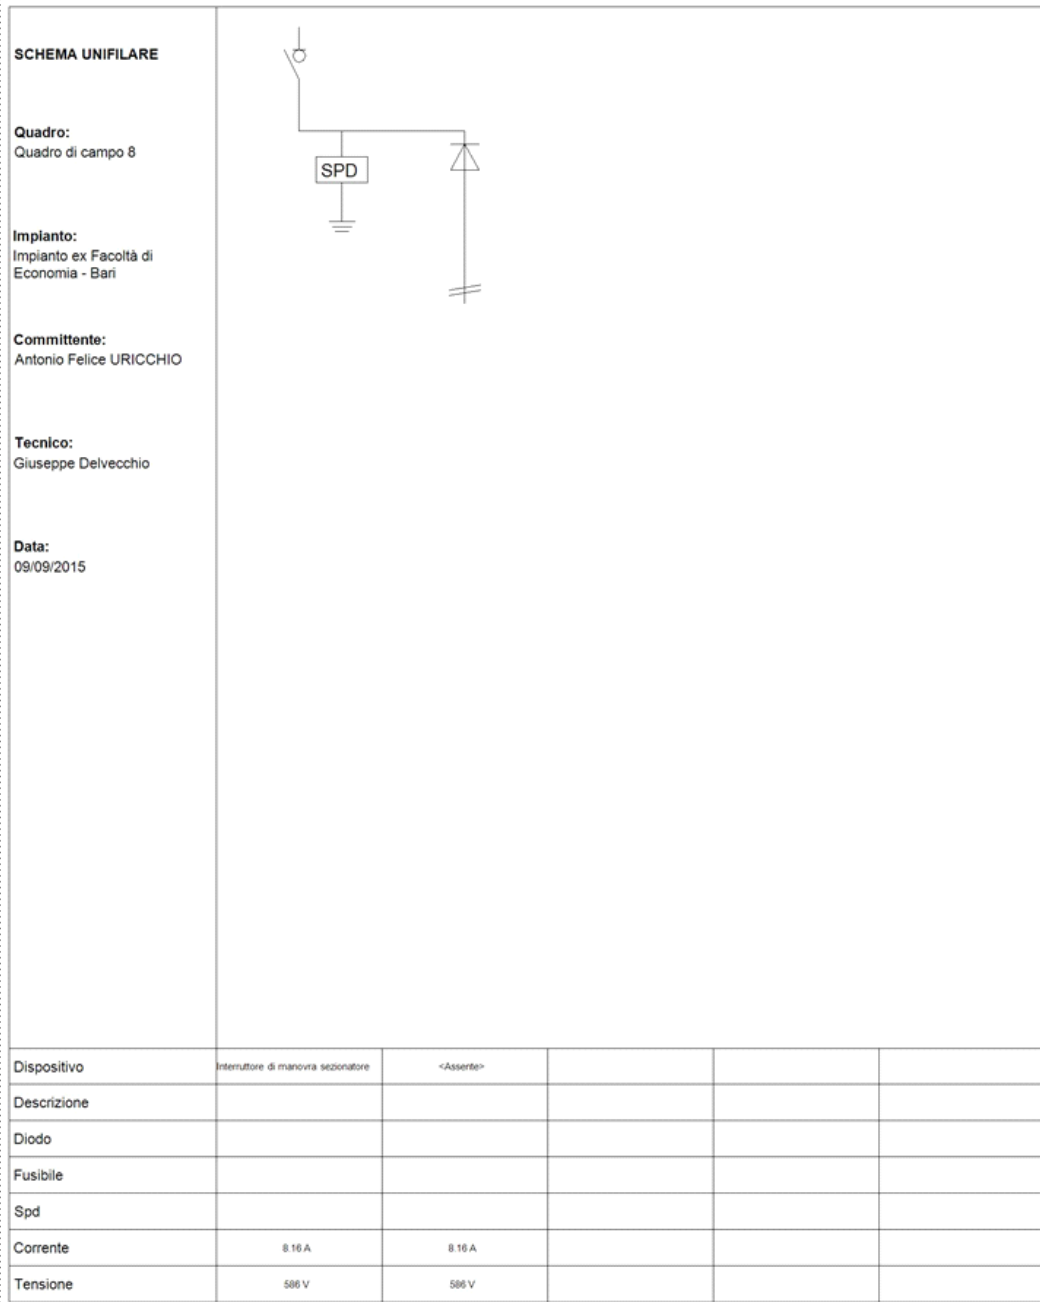 SCHEMA UNIFILARE
Quadro:
Quadro di campo 8
Impianto:
Impianto ex Facoltà di
Economia - Bari
Committente:
Antonio Felice URICCHIO
Tecnico:
Giuseppe Delvecchio
Data:
09/09/2015
SPD
Dispositivo Interruttore di manovra sezionatore <Assente>
Descrizione
Diodo
Fusibile
Spd
Corrente 8.16 A 8.16 A
Tensione 586 V 586 V